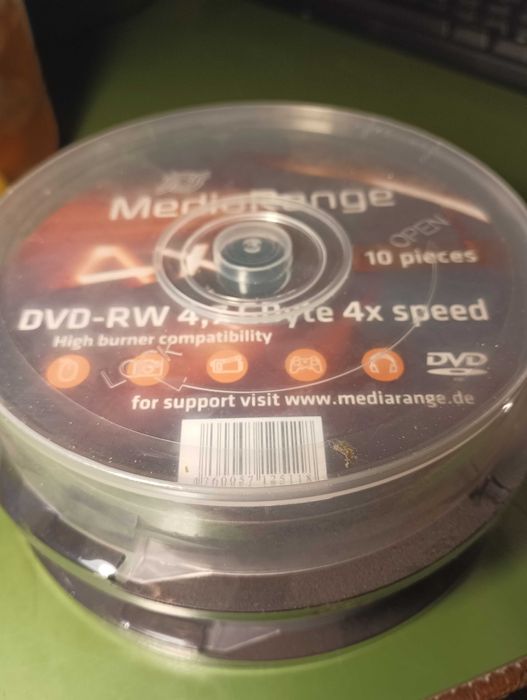 MediaRange
OPEN
4x
10 pieces
DVD-RW 4,7 GByte 4x speed
High burner compatibility
LOCK
DVD
for support visit www.mediarange.de